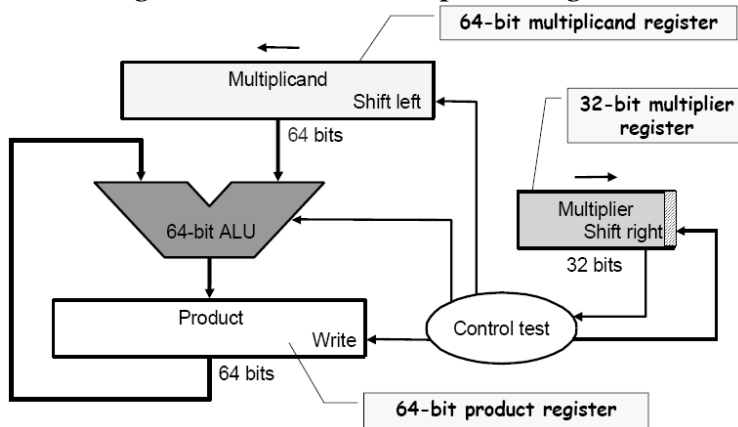 64-bit multiplicand register
Multiplicand
Shift left
32-bit multiplier
register
64 bits
Multiplier
Shift right
64-bit ALU
32 bits
Product
Control test
Write
64 bits
64-bit product register